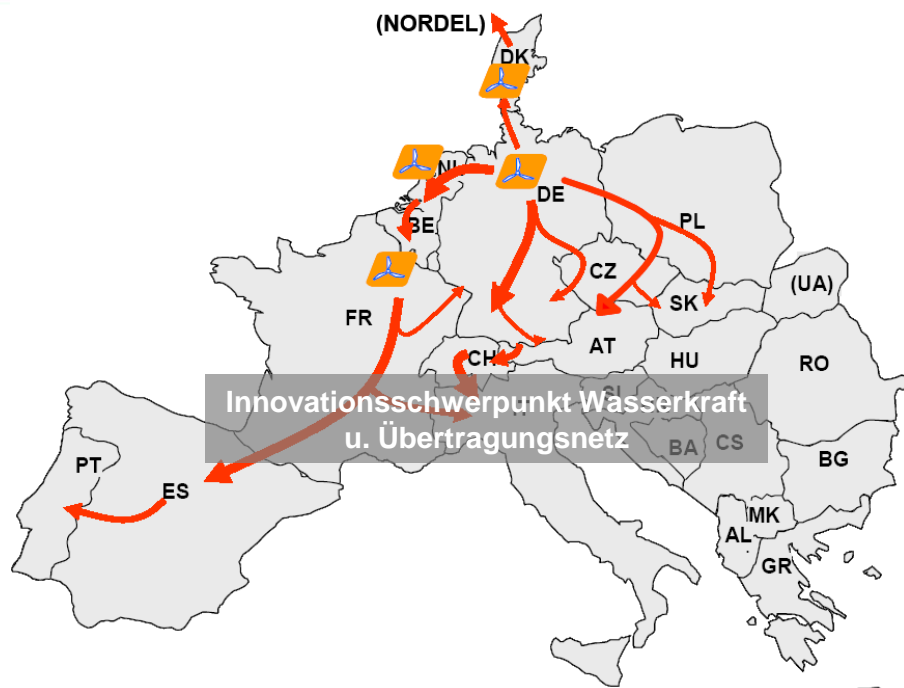 (NORDEL)
DK
NL
DE
BE
PL
CZ
(UA)
SK
FR
AT
CH
HU
RO
Innovationsschwerpunkt Wasserkraft
u. Übertragungsnetz
BA
CS
PT
ES
BG
MK
AL
GR